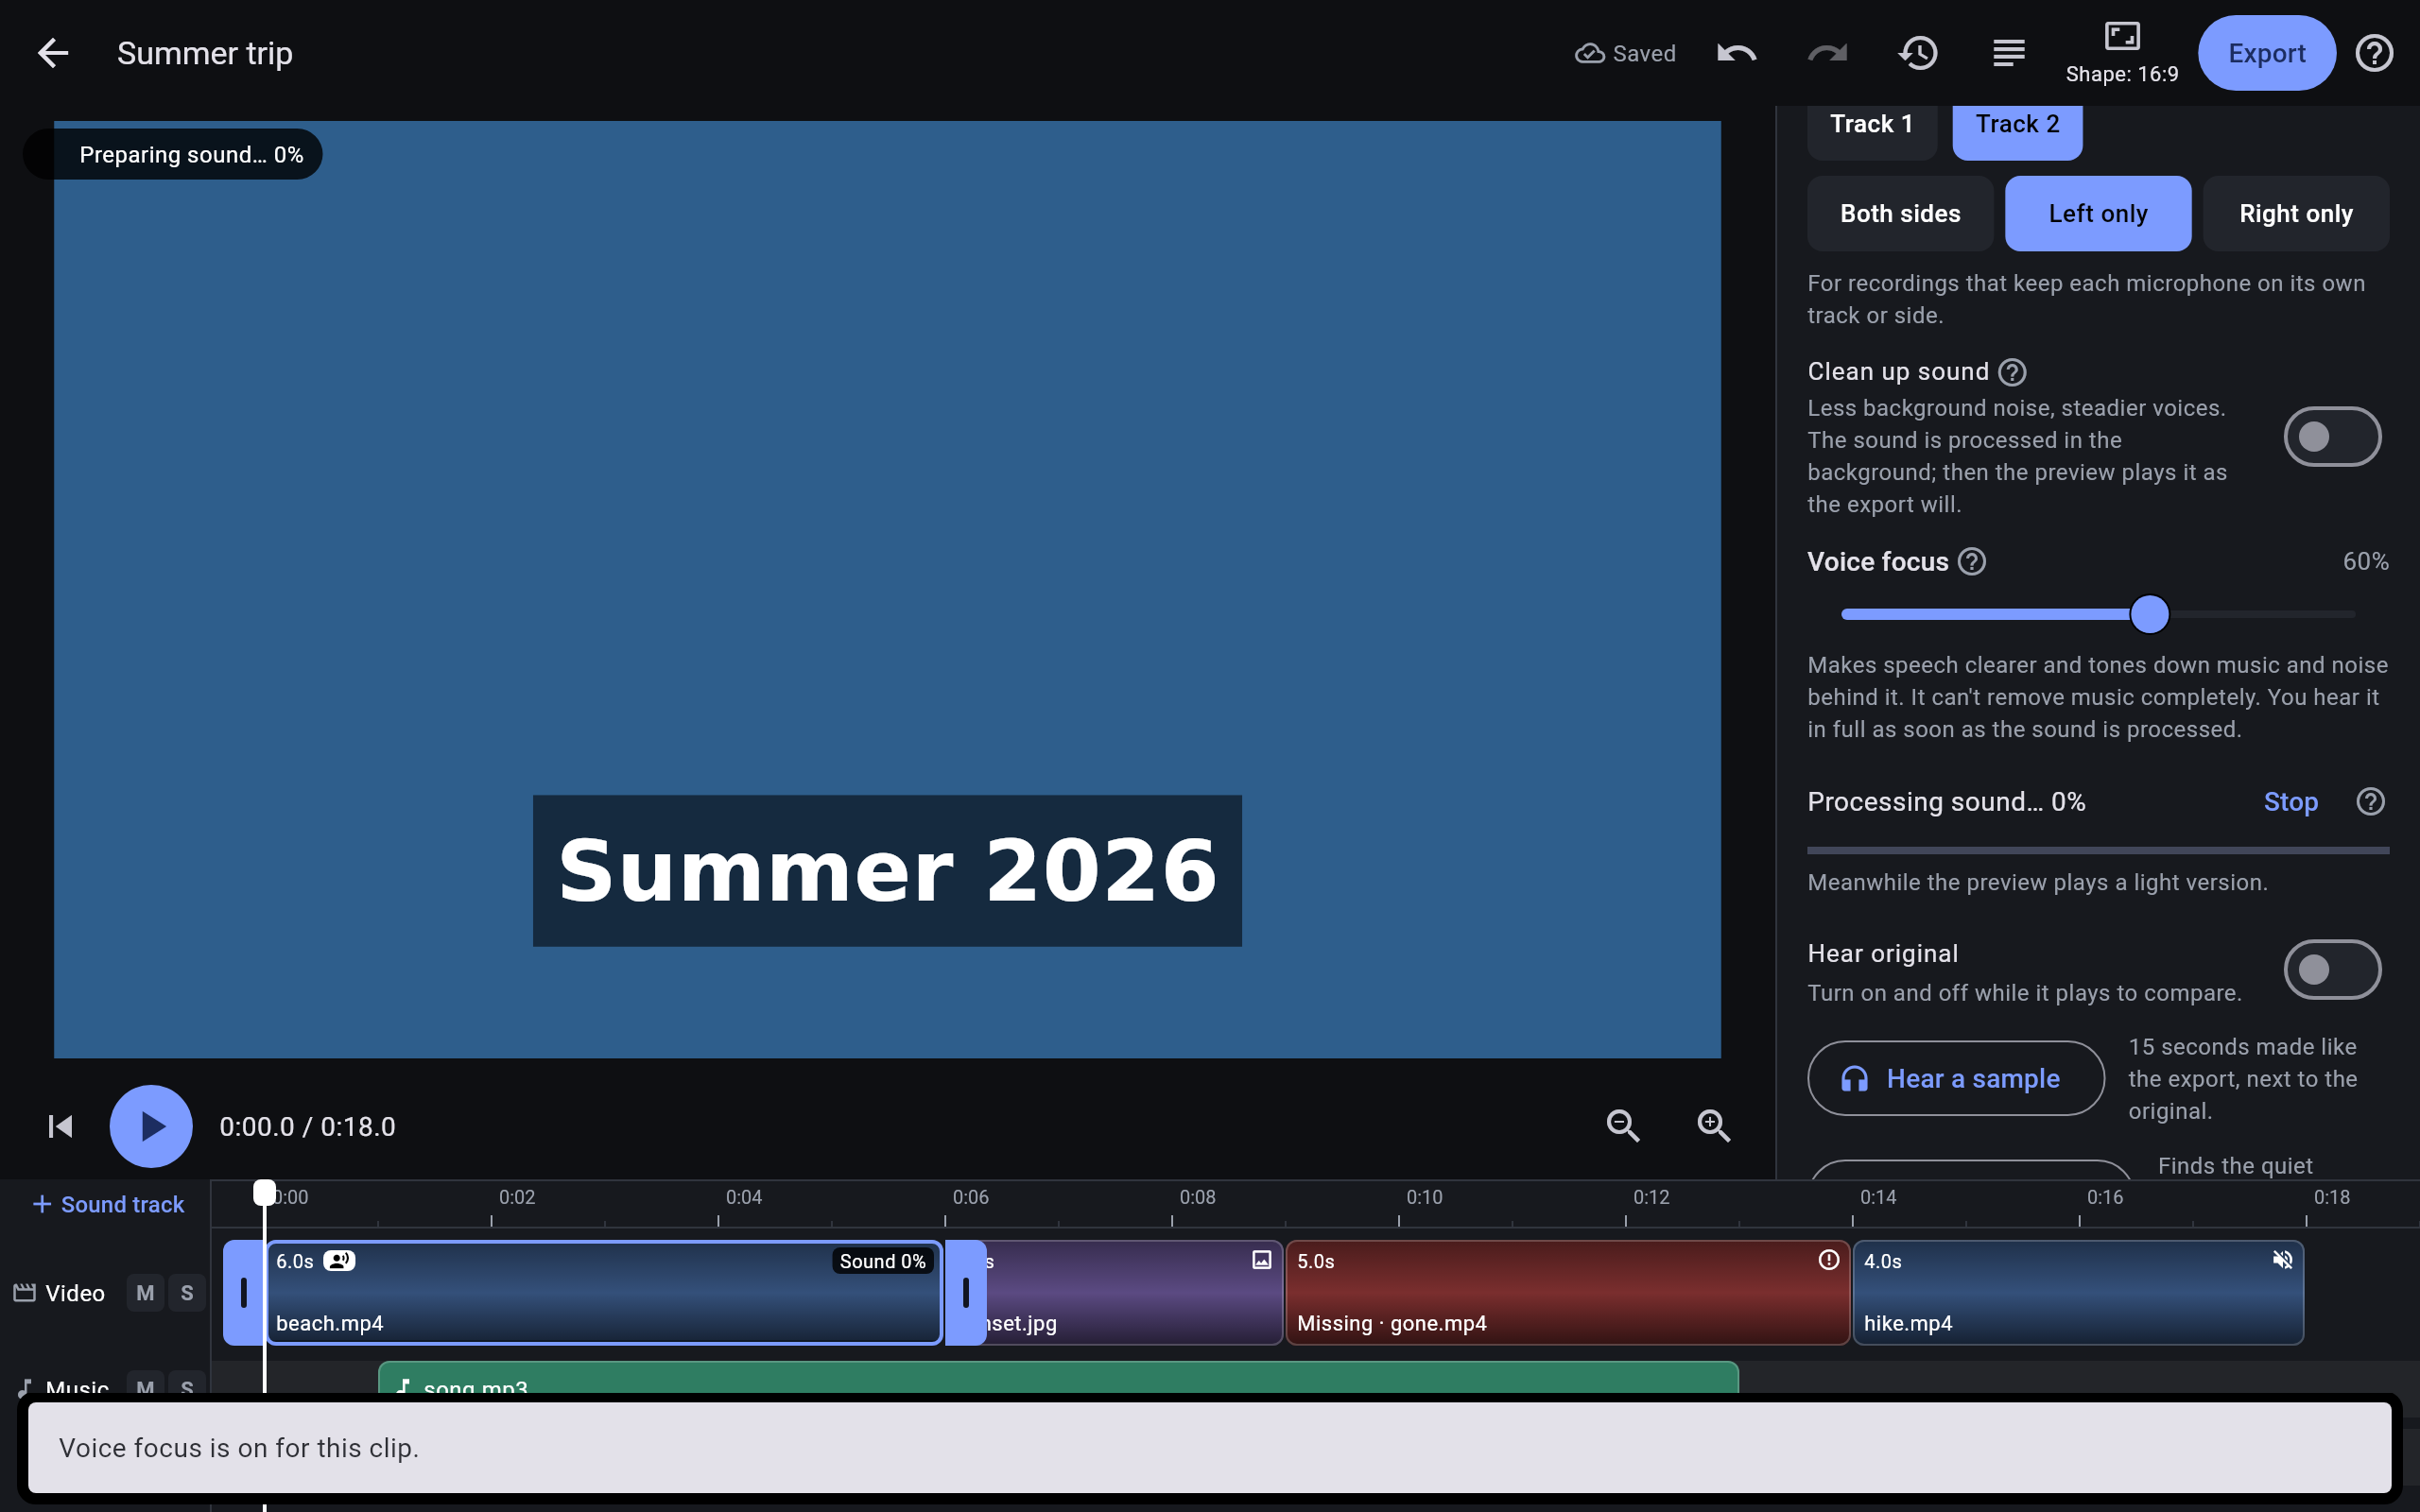 Summer trip
Saved
Shape: 16:9
Export
Preparing sound... 0%
Summer 2026
Track 1
Track 2
Both sides
Left only
Right only
For recordings that keep each microphone on its own
track or side.
Clean up sound
Less background noise, steadier voices.
The sound is processed in the
background; then the preview plays it as
the export will.
Voice focus
60%
Makes speech clearer and tones down music and noise
behind it. It can't remove music completely. You hear it
in full as soon as the sound is processed.
Processing sound... 0%
Stop
Meanwhile the preview plays a light version.
Hear original
Turn on and off while it plays to compare.
Hear a sample
15 seconds made like
the export, next to the
original.
Finds the quiet
0:00.0 / 0:18.0
Sound track
0:00
0:02
0:04
0:06
0:08
0:10
0:12
0:14
0:16
0:18
Video
M
S
6.0s
Sound 0%
beach.mp4
s
nset.jpg
5.0s
Missing · gone.mp4
4.0s
hike.mp4
Music
M
S
song.mp3
Voice focus is on for this clip.